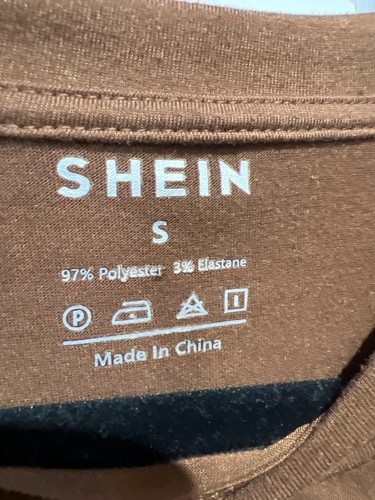 SHEIN
S
97% Polyester 3% Elastane
P
Made in China